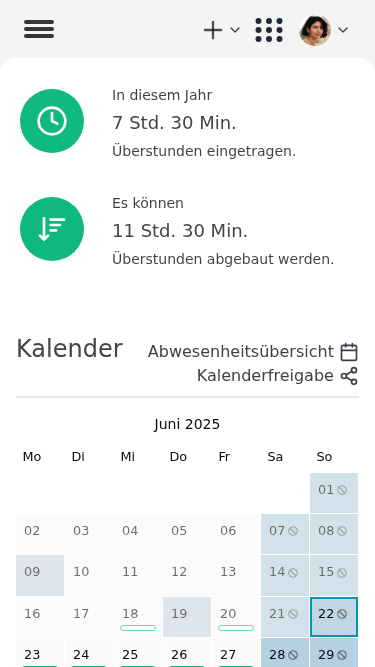 In diesem Jahr
7 Std. 30 Min.
Überstunden eingetragen.
Es können
11 Std. 30 Min.
Überstunden abgebaut werden.
Kalender
Abwesenheitsübersicht
Kalenderfreigabe
Juni 2025
Mo Di Mi Do Fr Sa So
01
02 03 04 05 06 07 08
09 10 11 12 13 14 15
16 17 18 19 20 21 22
23 24 25 26 27 28 29